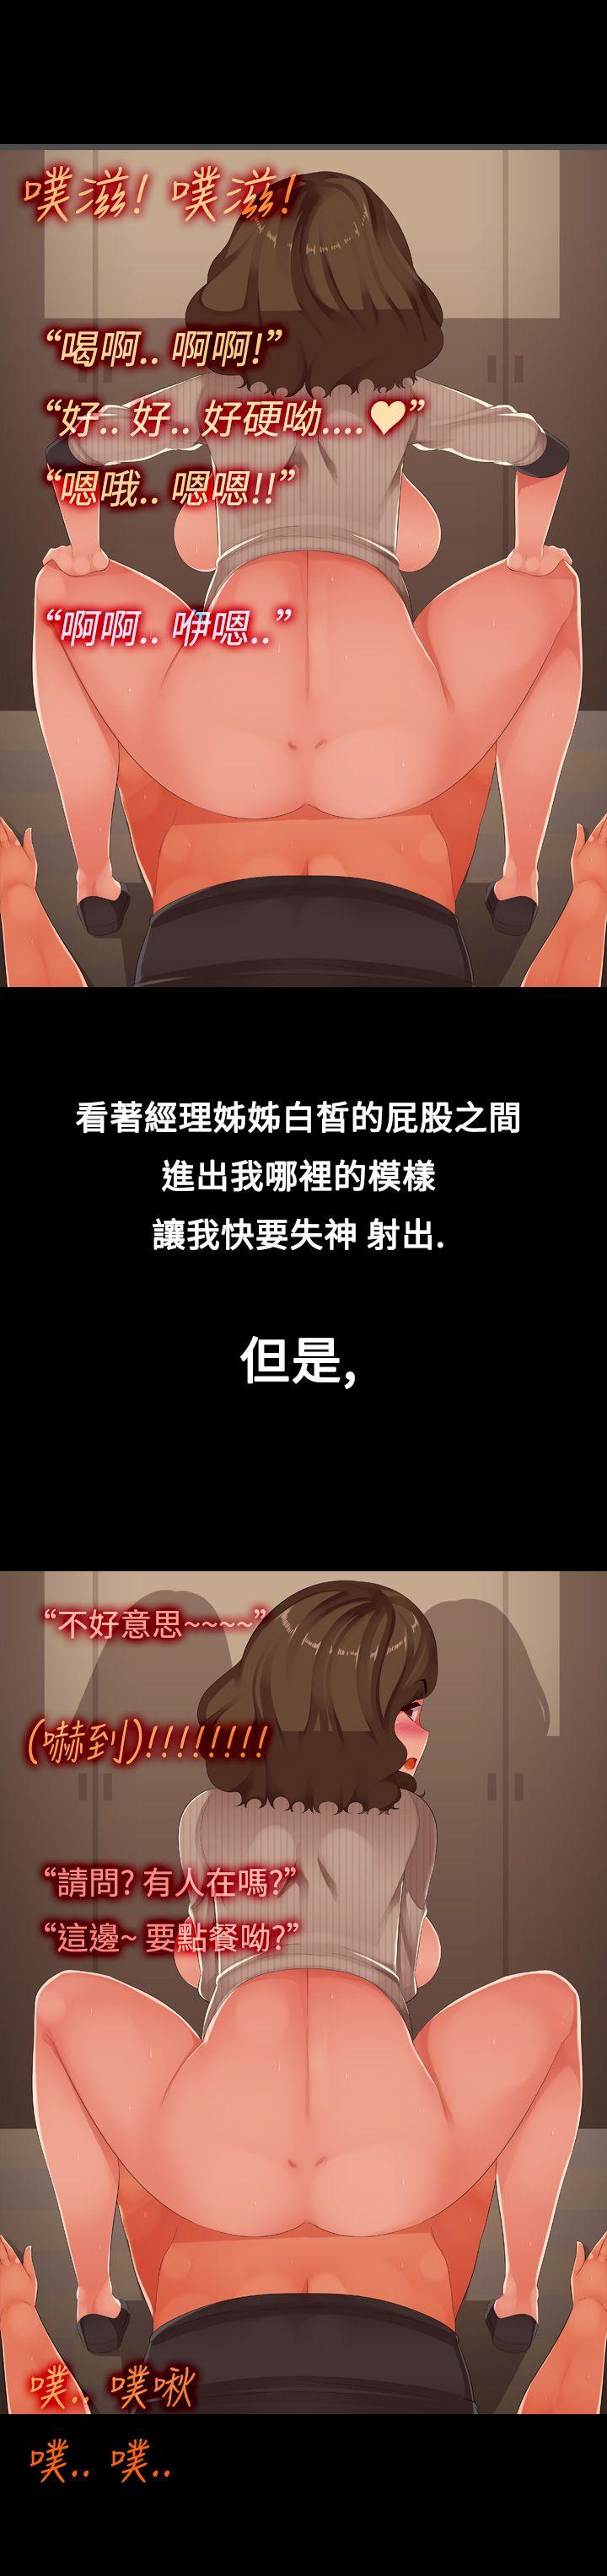 噗滋! 噗滋!
“喝啊.. 啊啊!”
“好.. 好.. 好硬呦....♥”
“嗯哦.. 嗯嗯!!”
“啊啊.. 咿嗯..”
看著經理姊姊白皙的屁股之間
進出我哪裡的模樣
讓我快要失神 射出.
但是,
“不好意思~~~~”
(嚇到)!!!!!!!!
“請問? 有人在嗎?”
“這邊~ 要點餐呦?”
噗.. 噗啾
噗.. 噗..